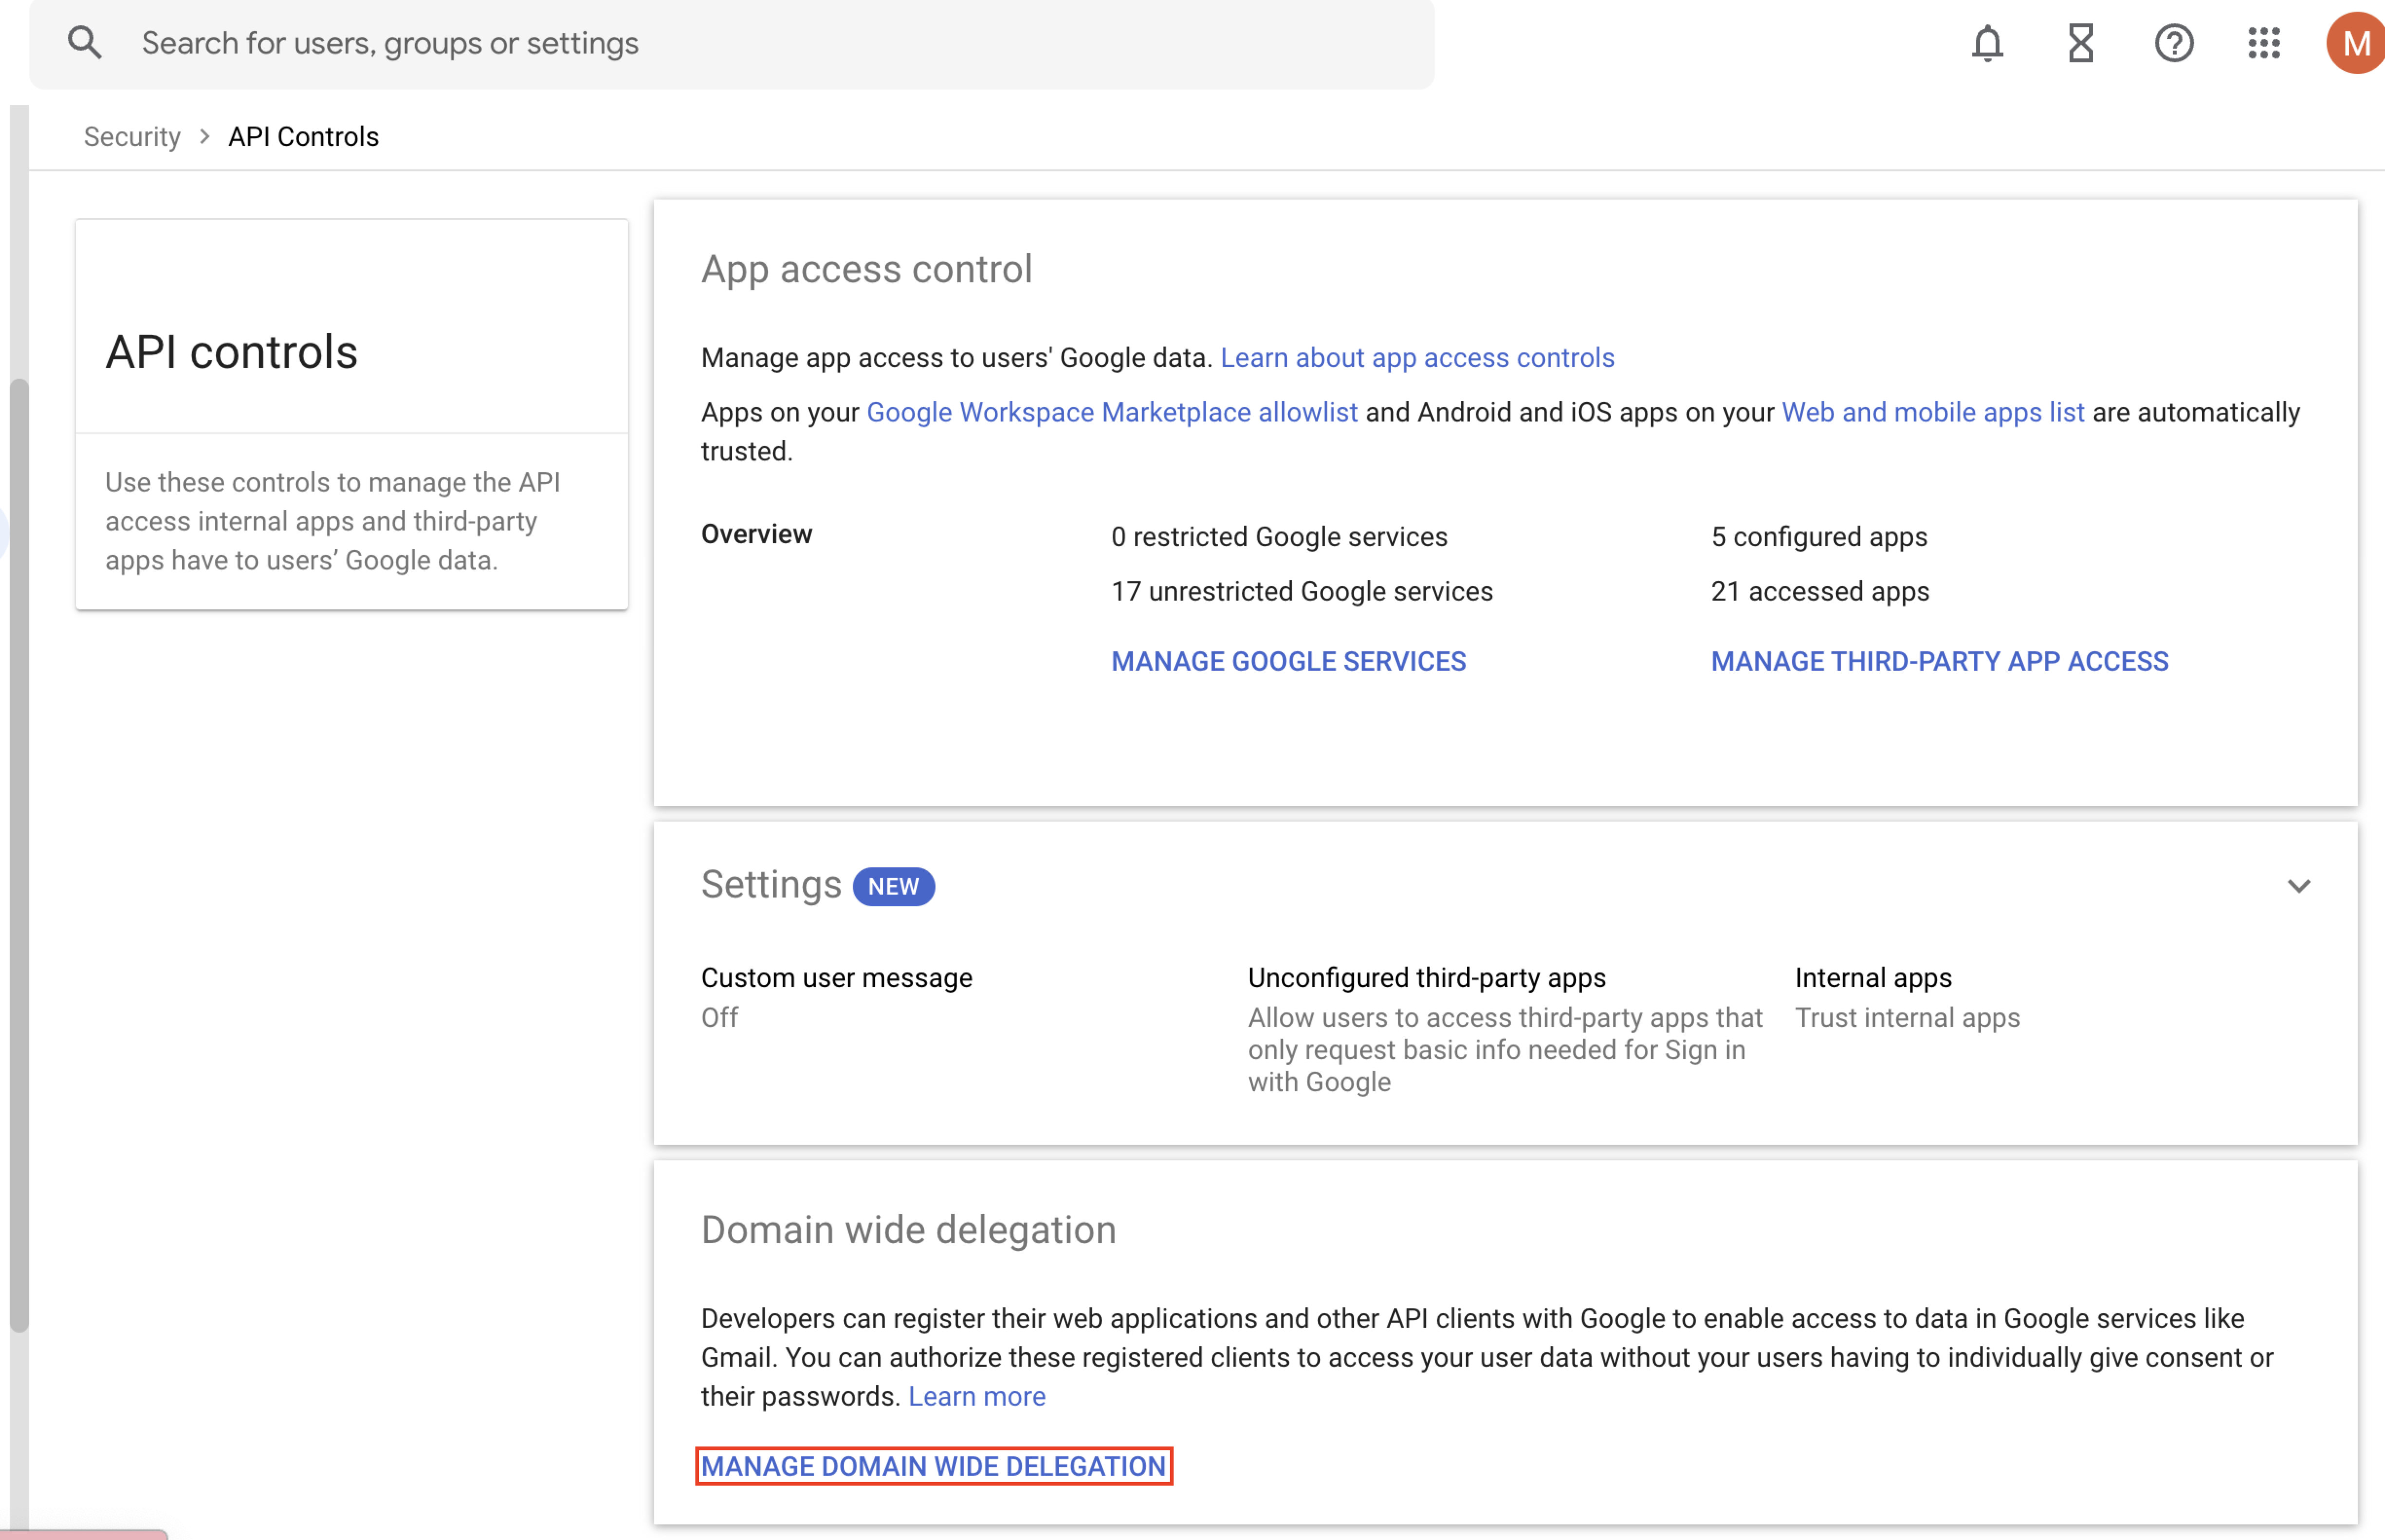 Search for users, groups or settings
M
Security > API Controls
API controls
Use these controls to manage the API
access internal apps and third-party
apps have to users’ Google data.
App access control
Manage app access to users' Google data. Learn about app access controls
Apps on your Google Workspace Marketplace allowlist and Android and iOS apps on your Web and mobile apps list are automatically
trusted.
Overview
0 restricted Google services
17 unrestricted Google services
MANAGE GOOGLE SERVICES
5 configured apps
21 accessed apps
MANAGE THIRD-PARTY APP ACCESS
Settings NEW
Custom user message
Off
Unconfigured third-party apps
Allow users to access third-party apps that
only request basic info needed for Sign in
with Google
Internal apps
Trust internal apps
Domain wide delegation
Developers can register their web applications and other API clients with Google to enable access to data in Google services like
Gmail. You can authorize these registered clients to access your user data without your users having to individually give consent or
their passwords. Learn more
MANAGE DOMAIN WIDE DELEGATION